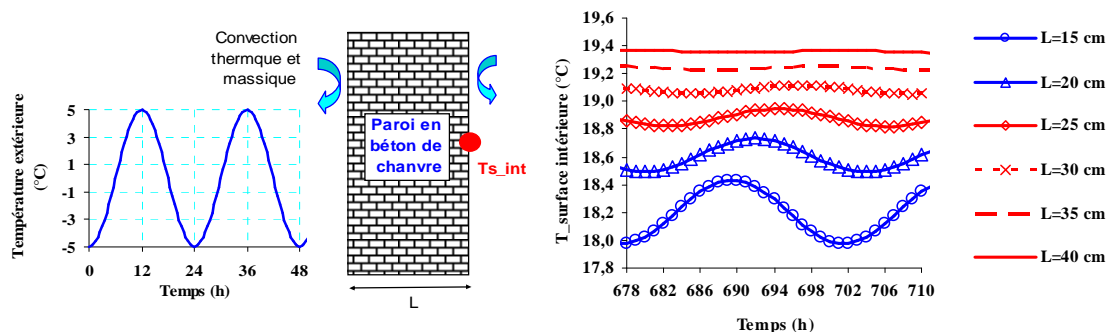 Convection
thermque et
massique
Température extérieure
(°C)
5
3
1
-1
-3
-5
0 12 24 36 48
Temps (h)
Paroi en
béton de
chanvre
Ts_int
L
T_surface intérieure (°C)
19,6
19,4
19,2
19,0
18,8
18,6
18,4
18,2
18,0
17,8
678 682 686 690 694 698 702 706 710
Temps (h)
L=15 cm
L=20 cm
L=25 cm
L=30 cm
L=35 cm
L=40 cm